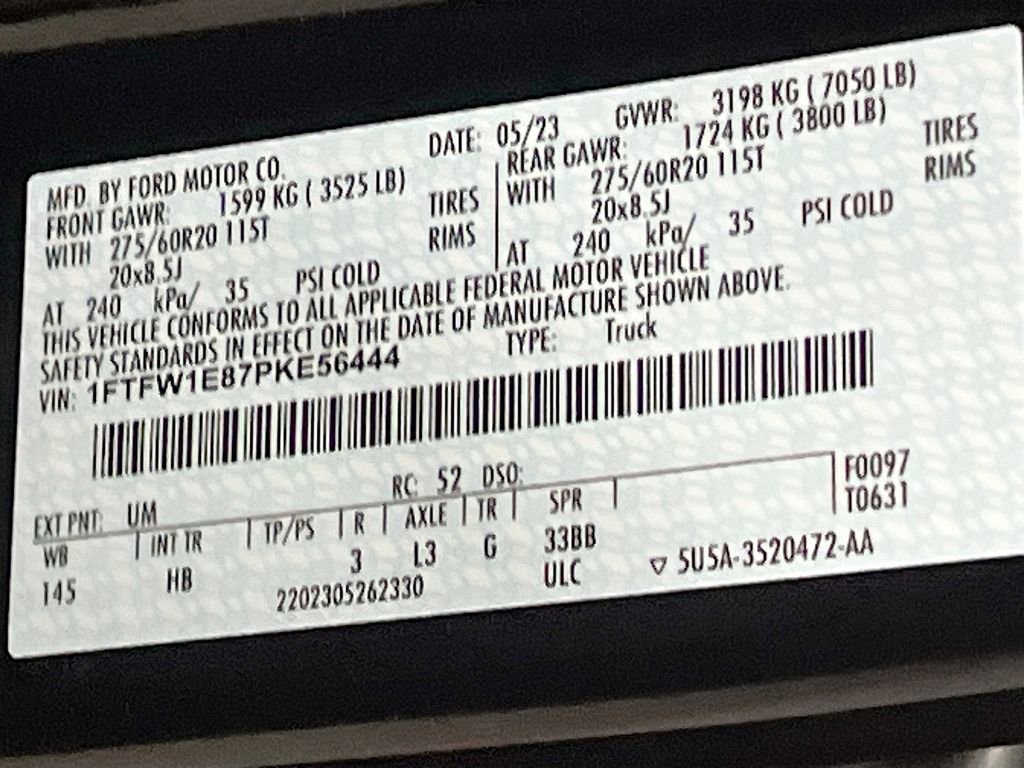 MFD. BY FORD MOTOR CO. DATE: 05/23 GVWR: 3198 KG ( 7050 LB)
FRONT GAWR: 1599 KG ( 3525 LB) REAR GAWR: 1724 KG ( 3800 LB)
WITH 275/60R20 115T TIRES WITH 275/60R20 115T TIRES
20x8.5J RIMS 20x8.5J RIMS
AT 240 kPa/ 35 PSI COLD AT 240 kPa/ 35 PSI COLD
THIS VEHICLE CONFORMS TO ALL APPLICABLE FEDERAL MOTOR VEHICLE
SAFETY STANDARDS IN EFFECT ON THE DATE OF MANUFACTURE SHOWN ABOVE.
VIN: 1FTFW1E87PKE56444 TYPE: Truck
EXT PNT: UM RC: 52 DSO: F0097
WB INT TR TP/PS R AXLE TR SPR T0631
145 HB 3 L3 G 33BB
2202305262330 ULC ▽ 5U5A-3520472-AA